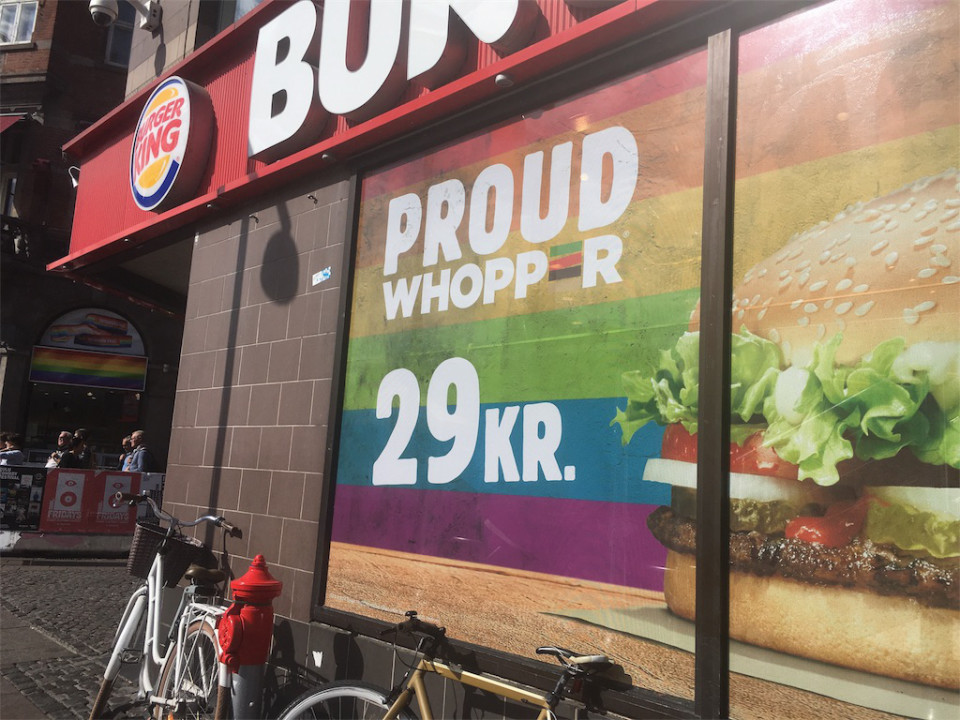 BURGER
KING
BUR
PROUD
WHOPPER
29 KR.